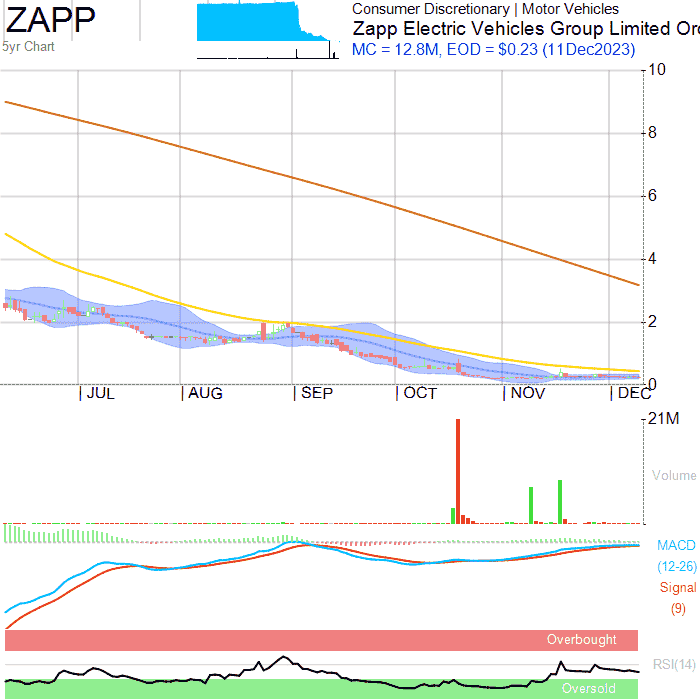 ZAPP
5yr Chart
Consumer Discretionary | Motor Vehicles
Zapp Electric Vehicles Group Limited Ord
MC = 12.8M, EOD = $0.23 (11Dec2023)
10
8
6
4
2
0
JUL AUG SEP OCT NOV DEC
21M
Volume
MACD
(12-26)
Signal
(9)
Overbought
RSI(14)
Oversold